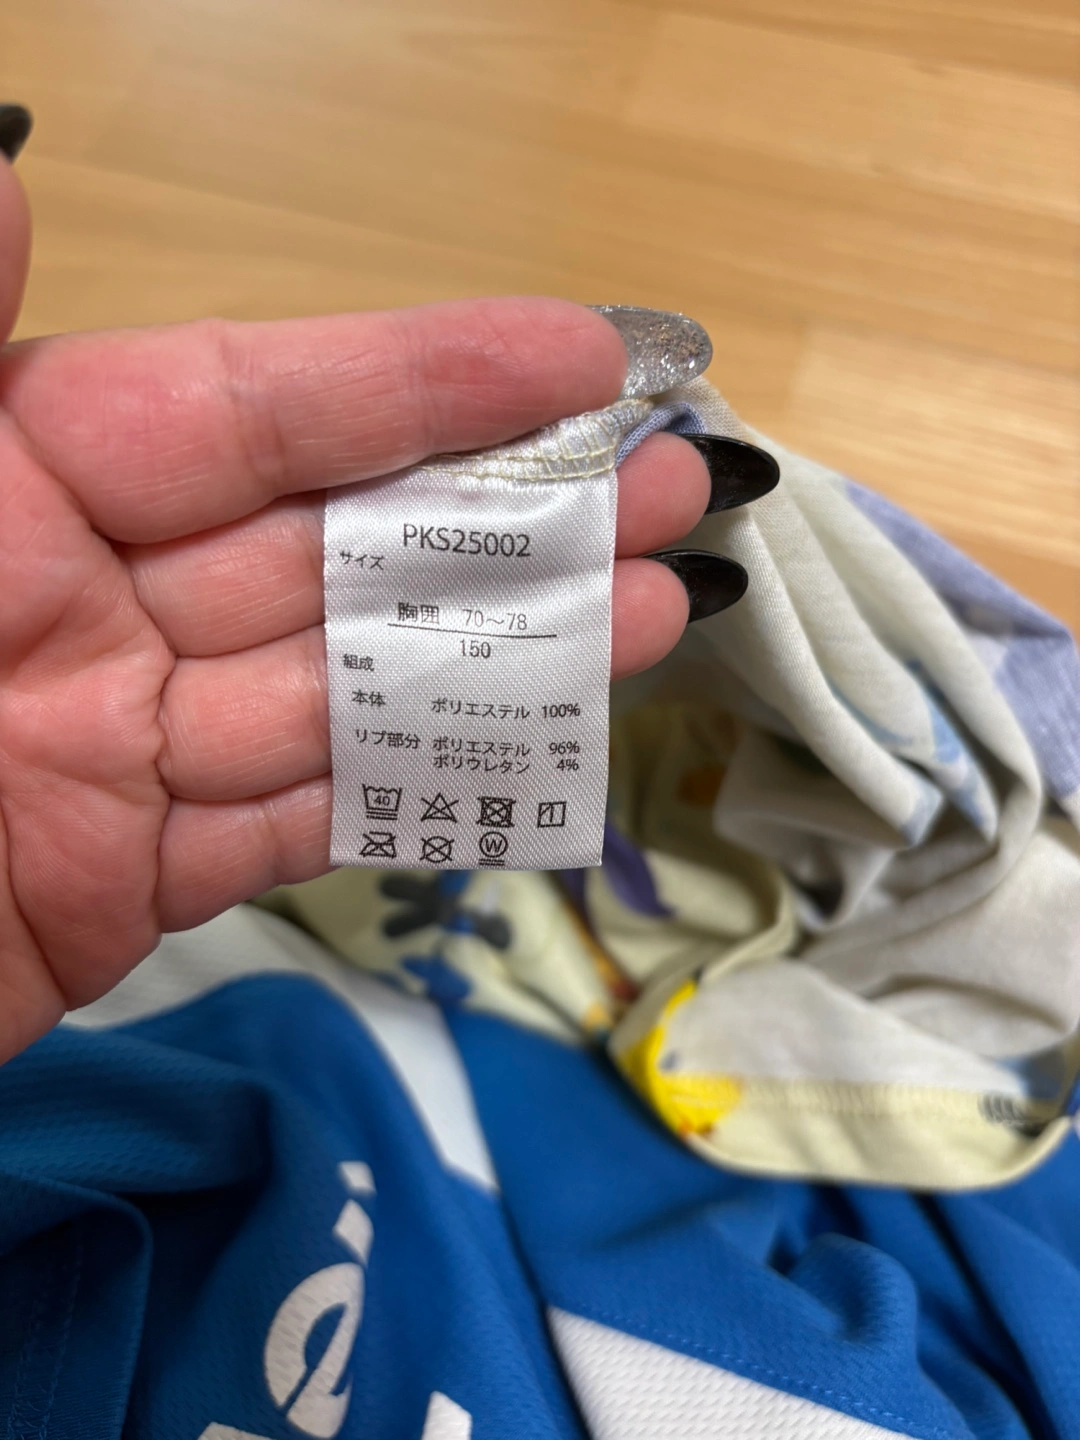 PKS25002
サイズ
胸囲 70～78
150
組成
本体 ポリエステル 100%
リブ部分 ポリエステル 96%
ポリウレタン 4%
40
W